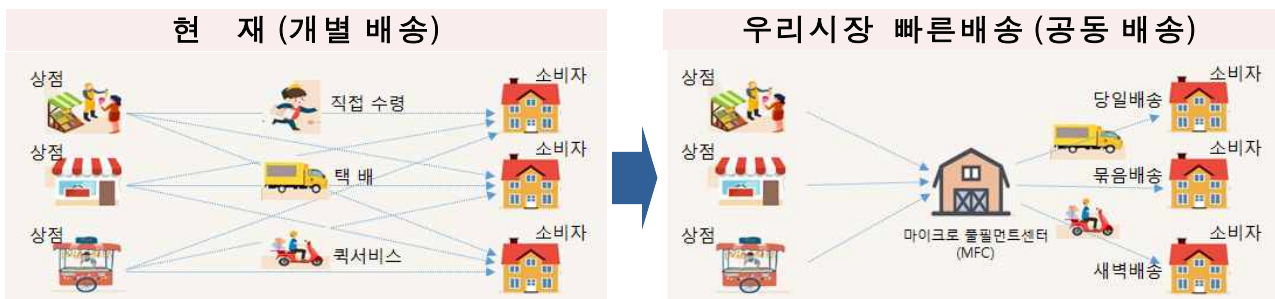 현 재 (개별 배송)
상점
소비자
직접 수령
상점
소비자
택 배
상점
소비자
퀵서비스
우리시장 빠른배송 (공동 배송)
상점
소비자
당일배송
상점
소비자
묶음배송
마이크로 풀필먼트센터
(MFC)
상점
소비자
새벽배송